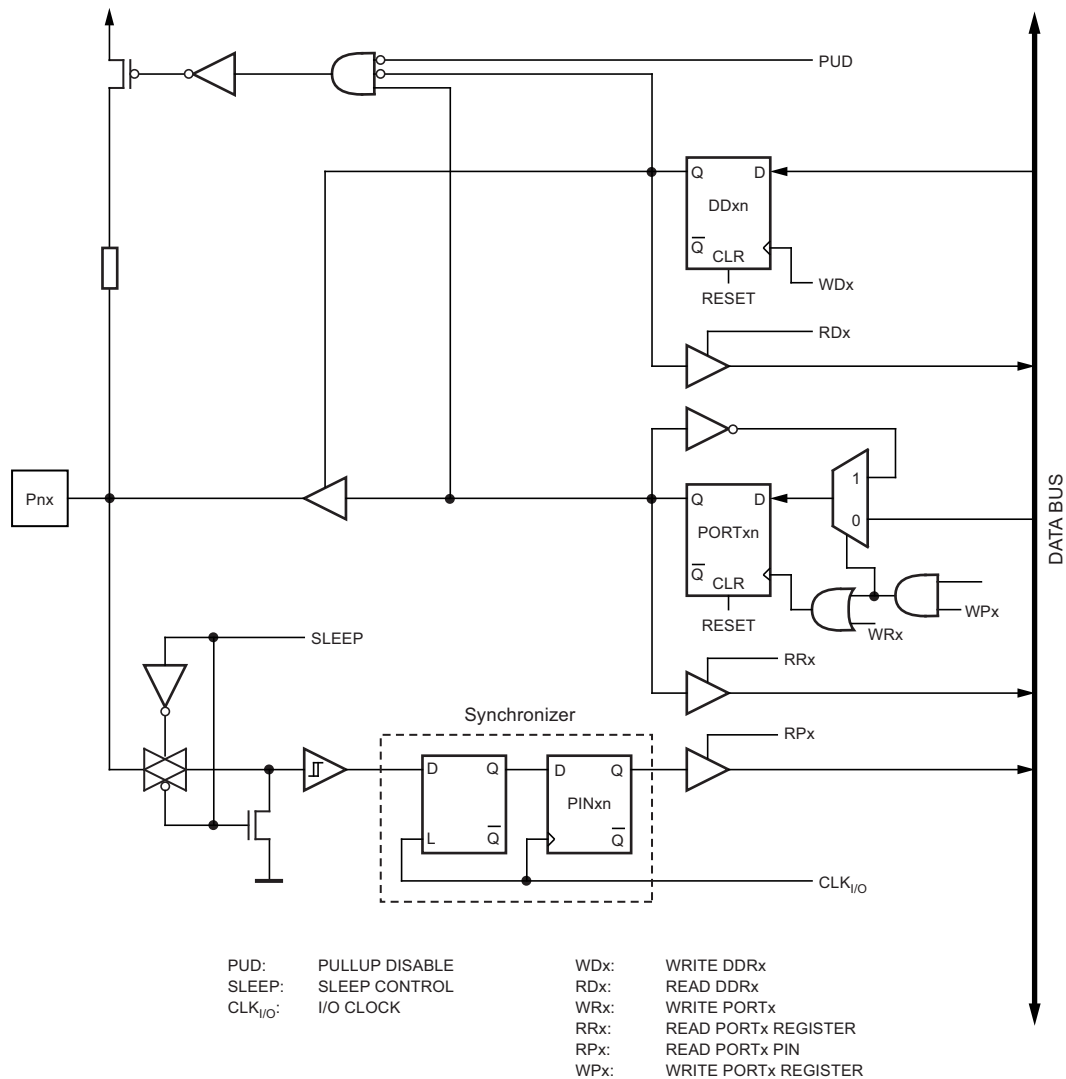 PUD
Q D
DDxn
Q
CLR
RESET
WDx
RDx
Pnx
1
0
Q D
PORTxn
Q
CLR
RESET
WRx
WPx
DATA BUS
SLEEP
RRx
Synchronizer
RPx
D Q
L Q
D Q
PINxn
Q
CLK I/O
PUD: PULLUP DISABLE
SLEEP: SLEEP CONTROL
CLK I/O: I/O CLOCK
WDx: WRITE DDRx
RDx: READ DDRx
WRx: WRITE PORTx
RRx: READ PORTx REGISTER
RPx: READ PORTx PIN
WPx: WRITE PORTx REGISTER